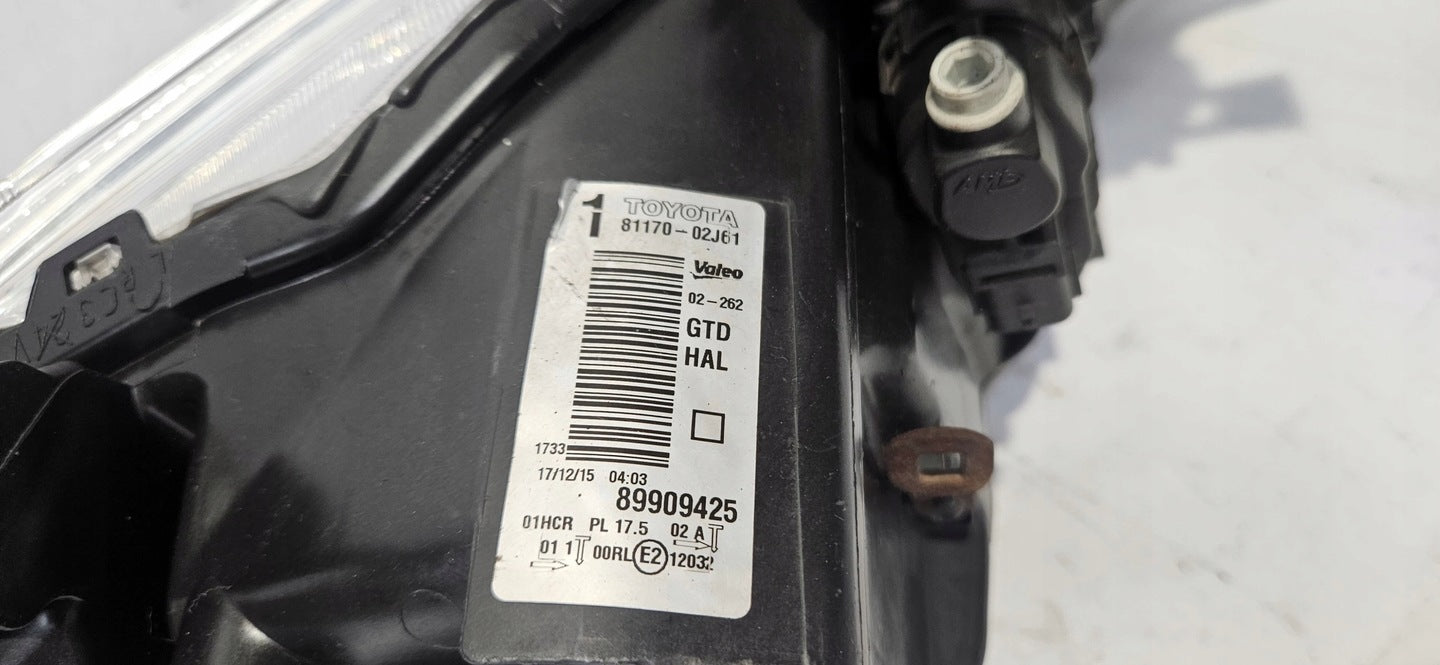 1
TOYOTA
81170-02J61
Valeo
02-262
GTD
HAL
1733
17/12/15 04:03
89909425
01HCR PL 17.5 02 A
01 1 00RL E2 12032